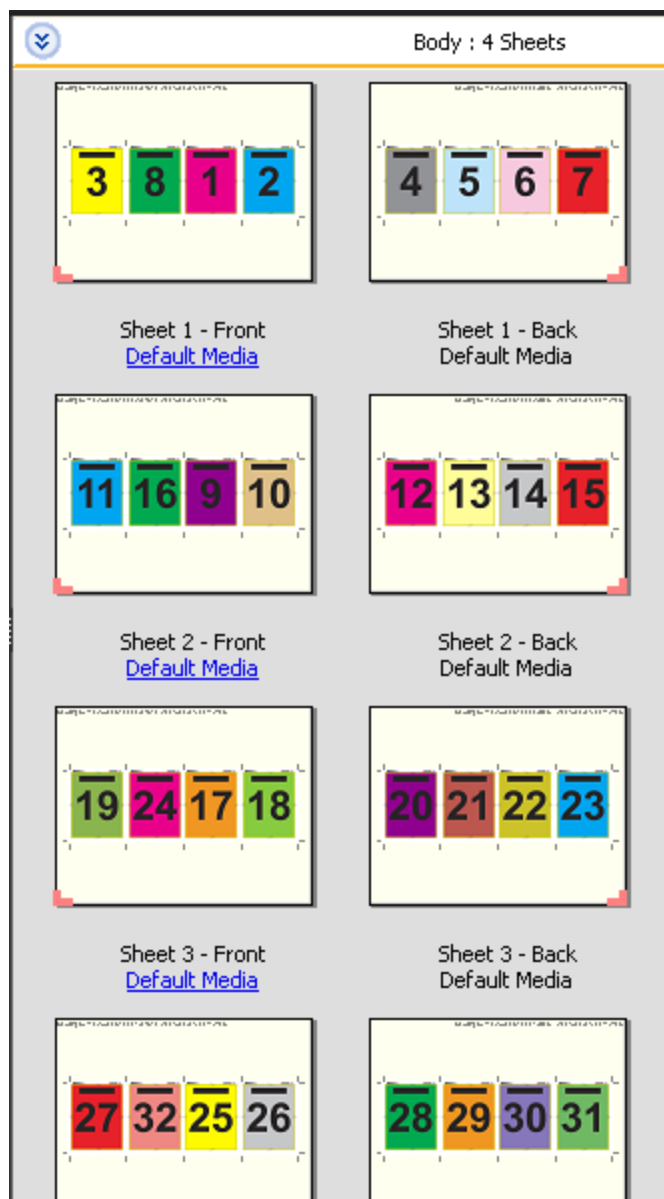 Body : 4 Sheets
3 8 1 2
4 5 6 7
Sheet 1 - Front
Default Media
Sheet 1 - Back
Default Media
11 16 9 10
12 13 14 15
Sheet 2 - Front
Default Media
Sheet 2 - Back
Default Media
19 24 17 18
20 21 22 23
Sheet 3 - Front
Default Media
Sheet 3 - Back
Default Media
27 32 25 26
28 29 30 31